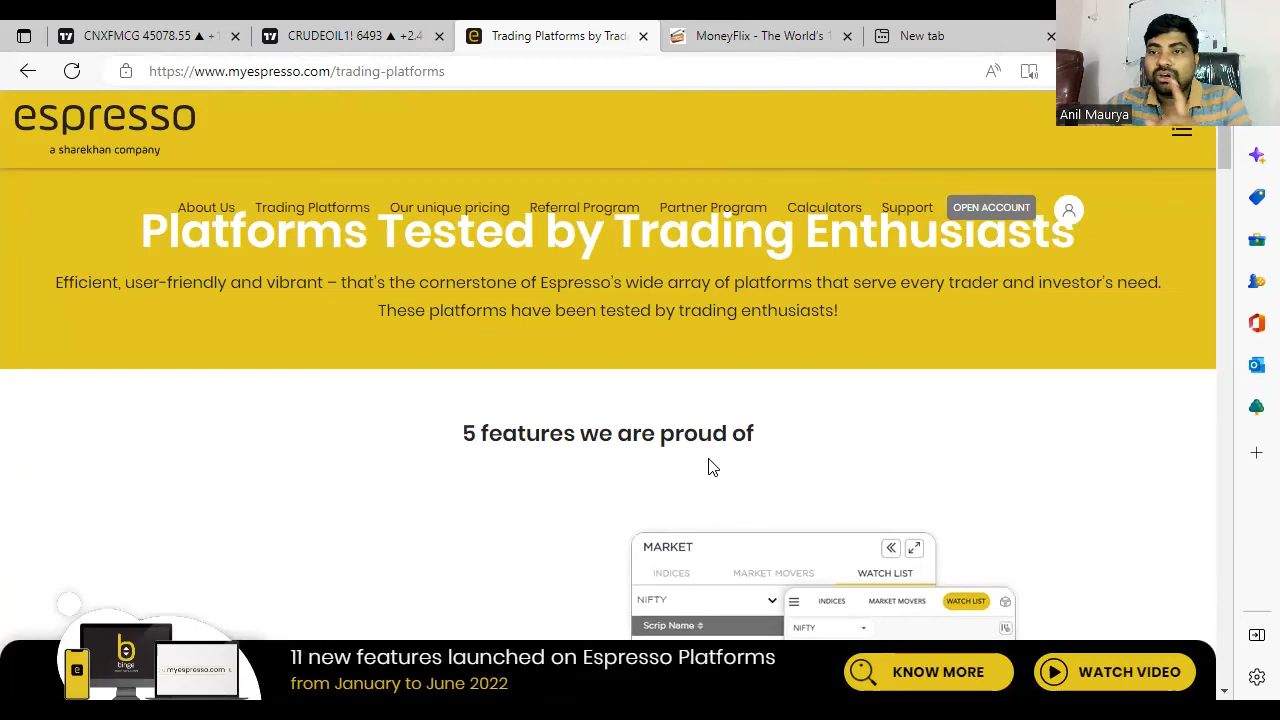 CNXFMCG 45078.55 ▲ +1
CRUDEOIL1! 6493 ▲ +2.4
Trading Platforms by Trad
MoneyFlix - The World's 1
New tab
https://www.myespresso.com/trading-platforms
Anil Maurya
espresso
a sharekhan company
About Us
Trading Platforms
Our unique pricing
Referral Program
Partner Program
Calculators
Support
OPEN ACCOUNT
Platforms Tested by Trading Enthusiasts
Efficient, user-friendly and vibrant – that's the cornerstone of Espresso's wide array of platforms that serve every trader and investor's need.
These platforms have been tested by trading enthusiasts!
5 features we are proud of
MARKET
INDICES
MARKET MOVERS
WATCH LIST
NIFTY
Scrip Name
INDICES
MARKET MOVERS
WATCH LIST
NIFTY
binge
myespresso.com
11 new features launched on Espresso Platforms
from January to June 2022
KNOW MORE
WATCH VIDEO